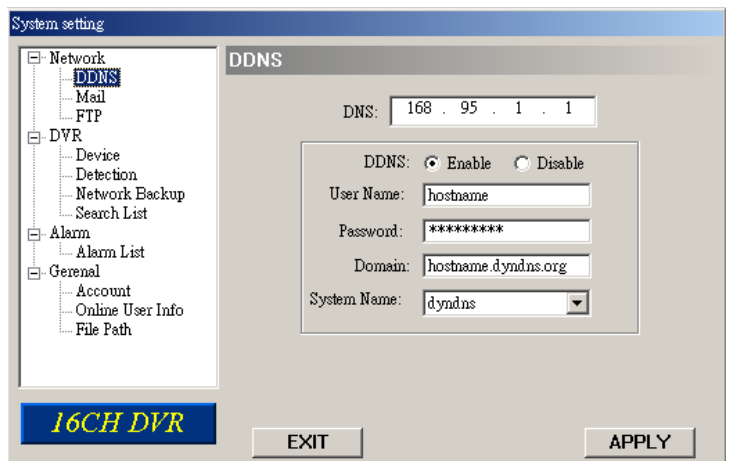 System setting
Network
DDNS
Mail
FTP
DVR
Device
Detection
Network Backup
Search List
Alarm
Alarm List
Gerenal
Account
Online User Info
File Path
16CH DVR
DDNS
DNS: 168 . 95 . 1 . 1
DDNS: Enable Disable
User Name: hostname
Password: *********
Domain: hostname.dyndns.org
System Name: dyndns
EXIT APPLY